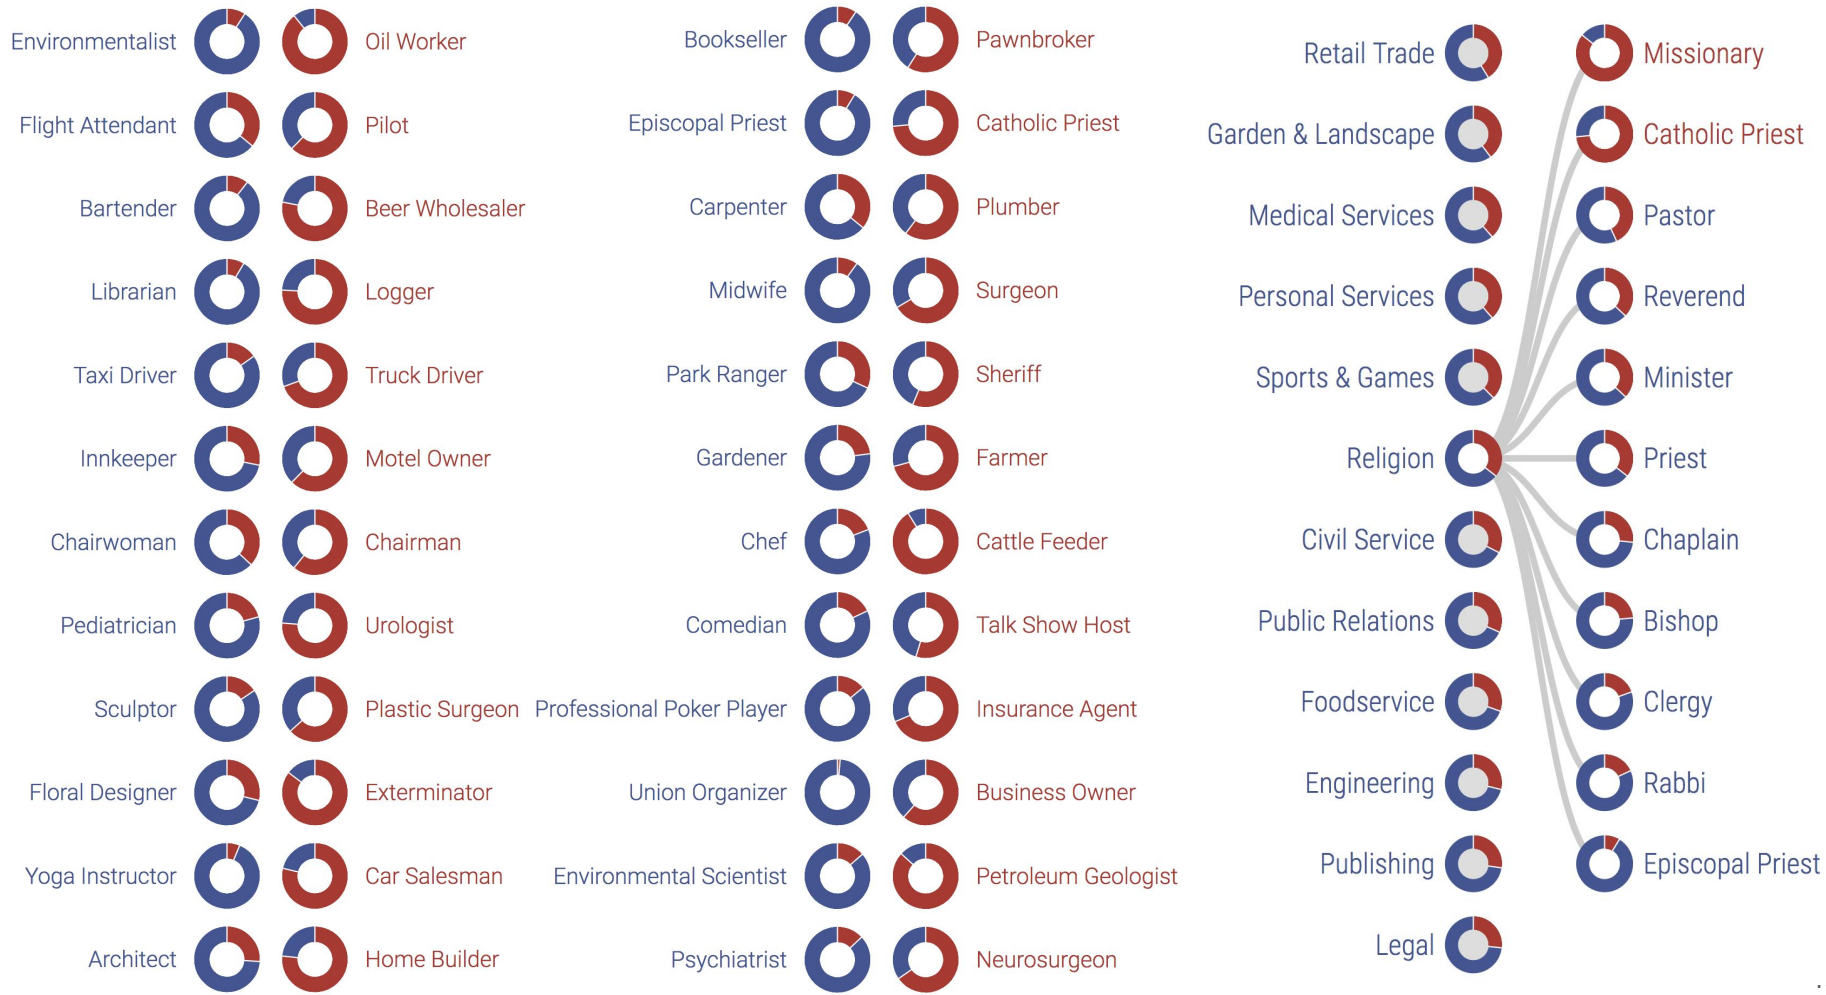 Environmentalist Oil Worker
Flight Attendant Pilot
Bartender Beer Wholesaler
Librarian Logger
Taxi Driver Truck Driver
Innkeeper Motel Owner
Chairwoman Chairman
Pediatrician Urologist
Sculptor Plastic Surgeon
Floral Designer Exterminator
Yoga Instructor Car Salesman
Architect Home Builder
Bookseller Pawnbroker
Episcopal Priest Catholic Priest
Carpenter Plumber
Midwife Surgeon
Park Ranger Sheriff
Gardener Farmer
Chef Cattle Feeder
Comedian Talk Show Host
Professional Poker Player Insurance Agent
Union Organizer Business Owner
Environmental Scientist Petroleum Geologist
Psychiatrist Neurosurgeon
Retail Trade Missionary
Garden & Landscape Catholic Priest
Medical Services Pastor
Personal Services Reverend
Sports & Games Minister
Religion Priest
Civil Service Chaplain
Public Relations Bishop
Foodservice Clergy
Engineering Rabbi
Publishing Episcopal Priest
Legal